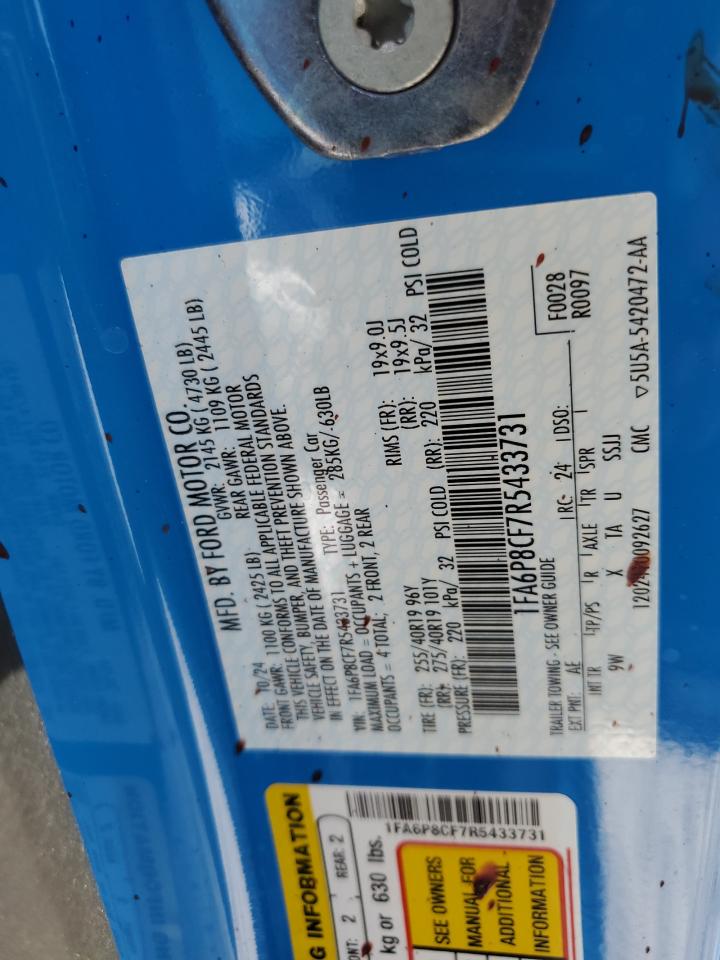 MFD. BY FORD MOTOR CO.
DATE: 10/24 GVWR: 2145 KG ( 4730 LB)
FRONT GAWR: 1100 KG ( 2425 LB) REAR GAWR: 1109 KG ( 2445 LB)
THIS VEHICLE CONFORMS TO ALL APPLICABLE FEDERAL MOTOR
VEHICLE SAFETY, BUMPER, AND THEFT PREVENTION STANDARDS
IN EFFECT ON THE DATE OF MANUFACTURE SHOWN ABOVE.
VIN: 1FA6P8CF7R5433731 TYPE: Passenger Car
MAXIMUM LOAD = OCCUPANTS + LUGGAGE = 285KG/ 630LB
OCCUPANTS = 4 TOTAL: 2 FRONT, 2 REAR
TIRE (FR): 255/40R19 96Y RIMS (FR): 19x9.0J
(RR): 275/40R19 101Y (RR): 19x9.5J
PRESSURE (FR): 220 kPa/ 32 PSI COLD (RR): 220 kPa/ 32 PSI COLD
1FA6P8CF7R5433731
TRAILER TOWING - SEE OWNER GUIDE F0028
EXT PNT: AE RC: 24 DSO: R0097
INT TR TP/PS R AXLE TR SPR
9W X TA U SSJJ
CMC 5U5A-5420472-AA
G INFORMATION
1FA6P8CF7R5433731
ONT: 2 REAR: 2
kg or 630 lbs.
SEE OWNERS
MANUAL FOR
ADDITIONAL
INFORMATION